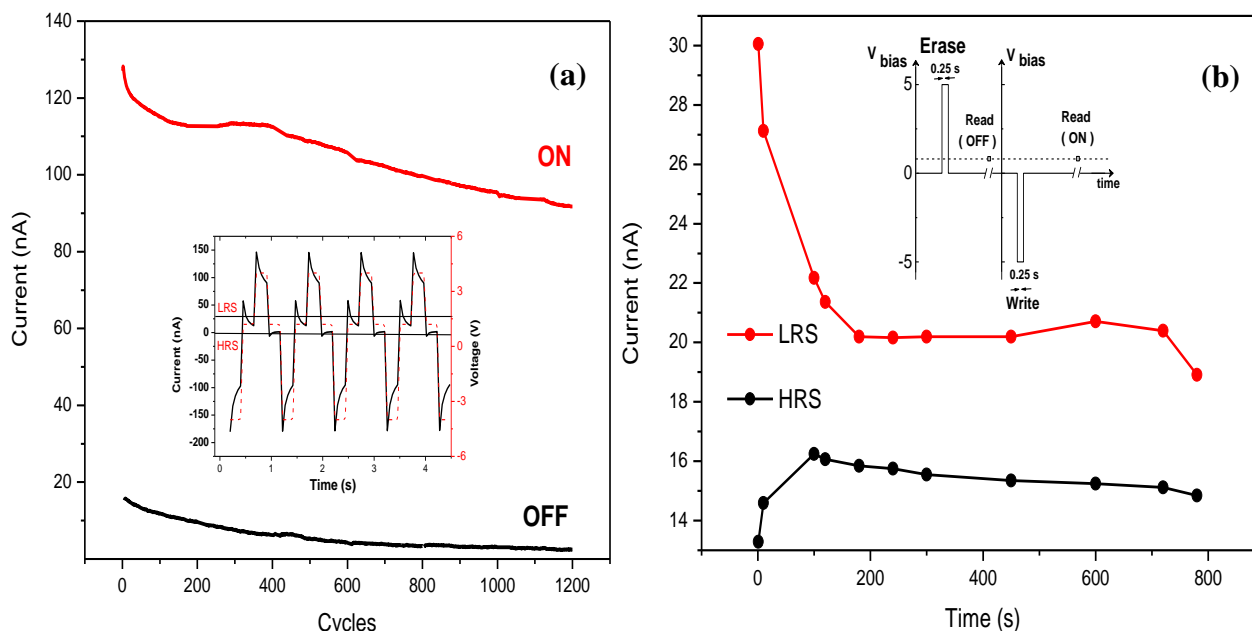 140
120
100
80
60
40
20
0
200
400
600
800
1000
1200
Current (nA)
Cycles
(a)
ON
OFF
150
100
50
0
-50
-100
-150
-200
LRS
HRS
Current (nA)
6
4
2
0
-2
-4
-6
Voltage (V)
0
1
2
3
4
Time (s)
30
28
26
24
22
20
18
16
14
Current (nA)
0
200
400
600
800
Time (s)
(b)
LRS
HRS
V bias
Erase
V bias
0.25 s
5
Read
( OFF )
Read
( ON )
0
time
-5
0.25 s
Write